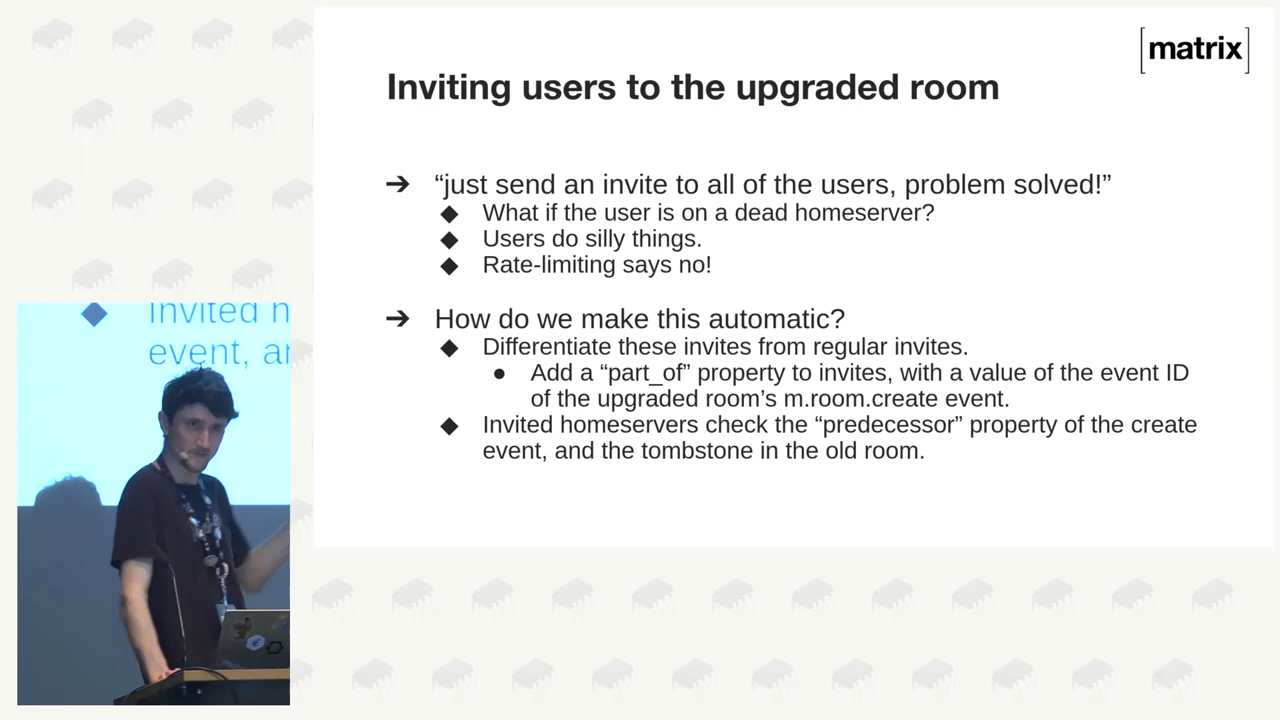 [matrix]
Inviting users to the upgraded room
➔ “just send an invite to all of the users, problem solved!”
◆ What if the user is on a dead homeserver?
◆ Users do silly things.
◆ Rate-limiting says no!
➔ How do we make this automatic?
◆ Differentiate these invites from regular invites.
● Add a “part_of” property to invites, with a value of the event ID
of the upgraded room’s m.room.create event.
◆ Invited homeservers check the “predecessor” property of the create
event, and the tombstone in the old room.
◆ Invited h
event, an